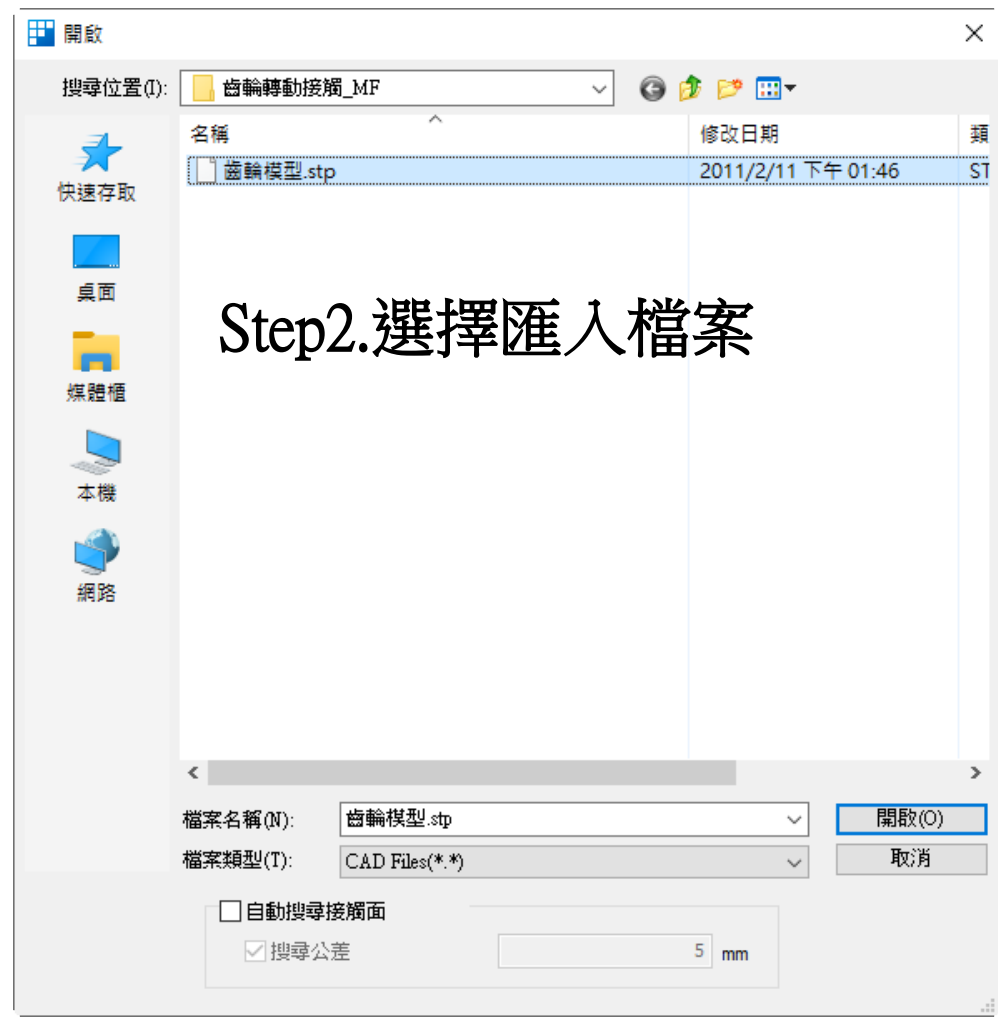 開啟
搜尋位置(I): 齒輪轉動接觸_MF
名稱 修改日期 類
齒輪模型.stp 2011/2/11 下午 01:46 ST
快速存取
桌面
Step2.選擇匯入檔案
媒體櫃
本機
網路
檔案名稱(N): 齒輪模型.stp 開啟(O)
檔案類型(T): CAD Files(*.*) 取消
自動搜尋接觸面
搜尋公差 5 mm